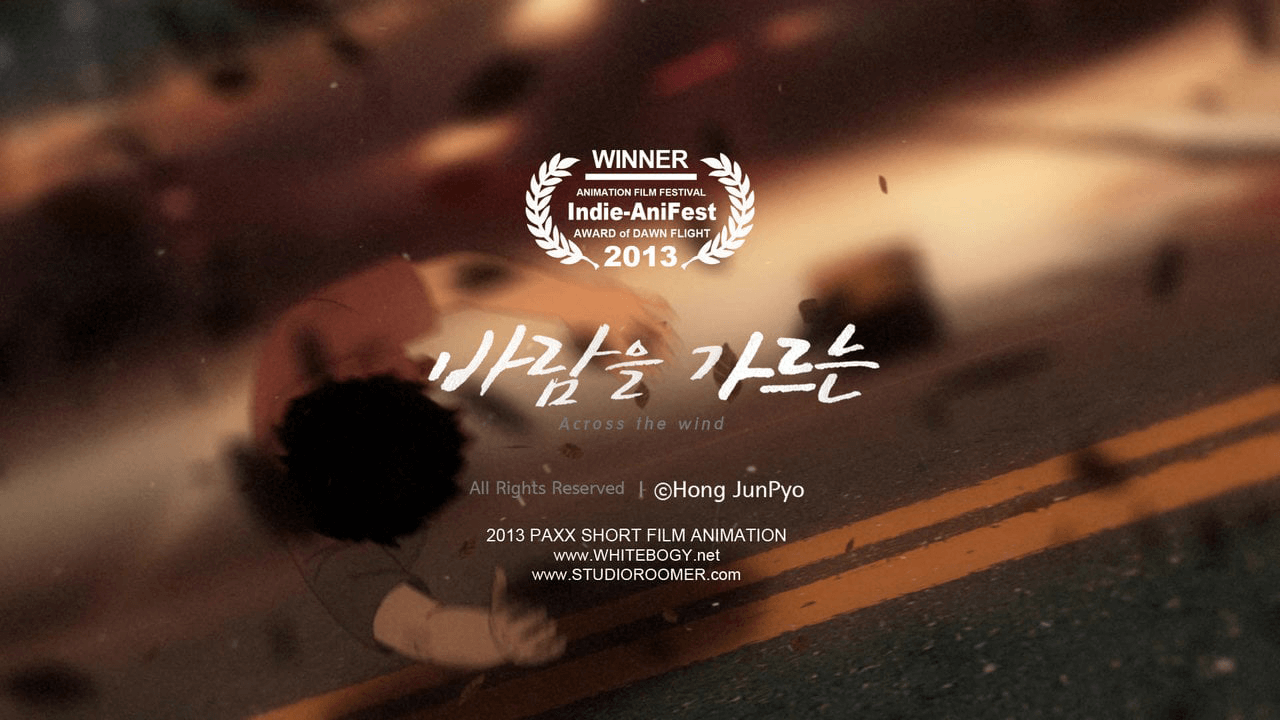 WINNER
ANIMATION FILM FESTIVAL
Indie-AniFest
AWARD of DAWN FLIGHT
2013
바람을 가르는
Across the wind
All Rights Reserved | ©Hong JunPyo
2013 PAXX SHORT FILM ANIMATION
www.WHITEBOGY.net
www.STUDIOROOMER.com